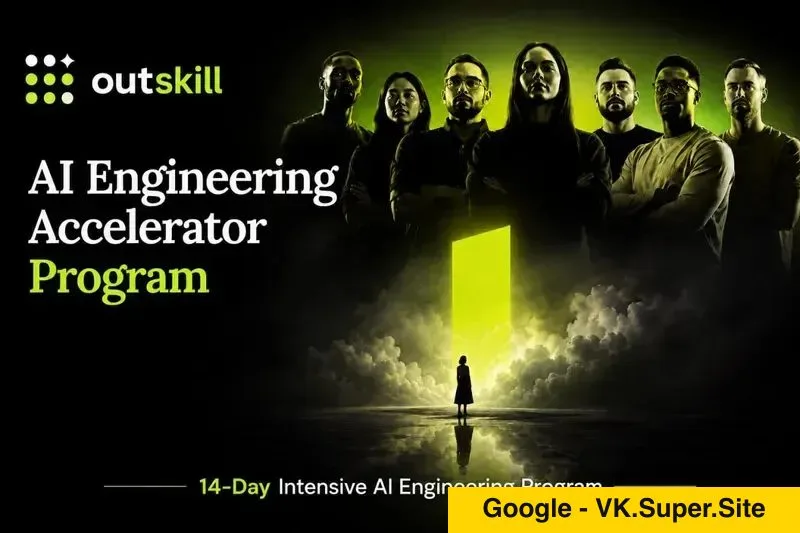 outskill
AI Engineering
Accelerator
Program
14-Day Intensive AI Engineering Program
Google - VK.Super.Site